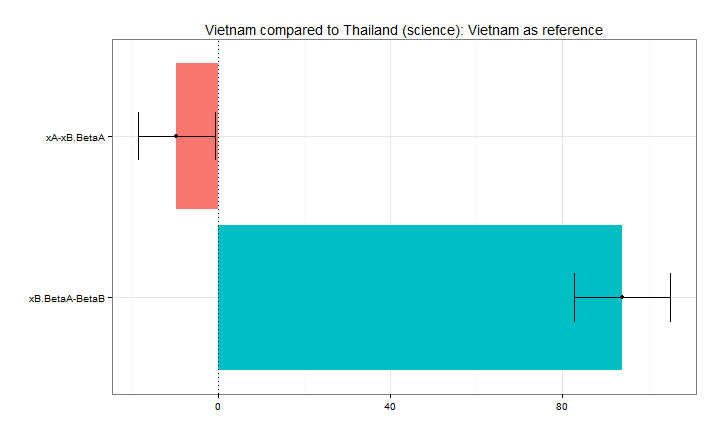 Vietnam compared to Thailand (science): Vietnam as reference
xA-xB.BetaA
xB.BetaA-BetaB
0
40
80